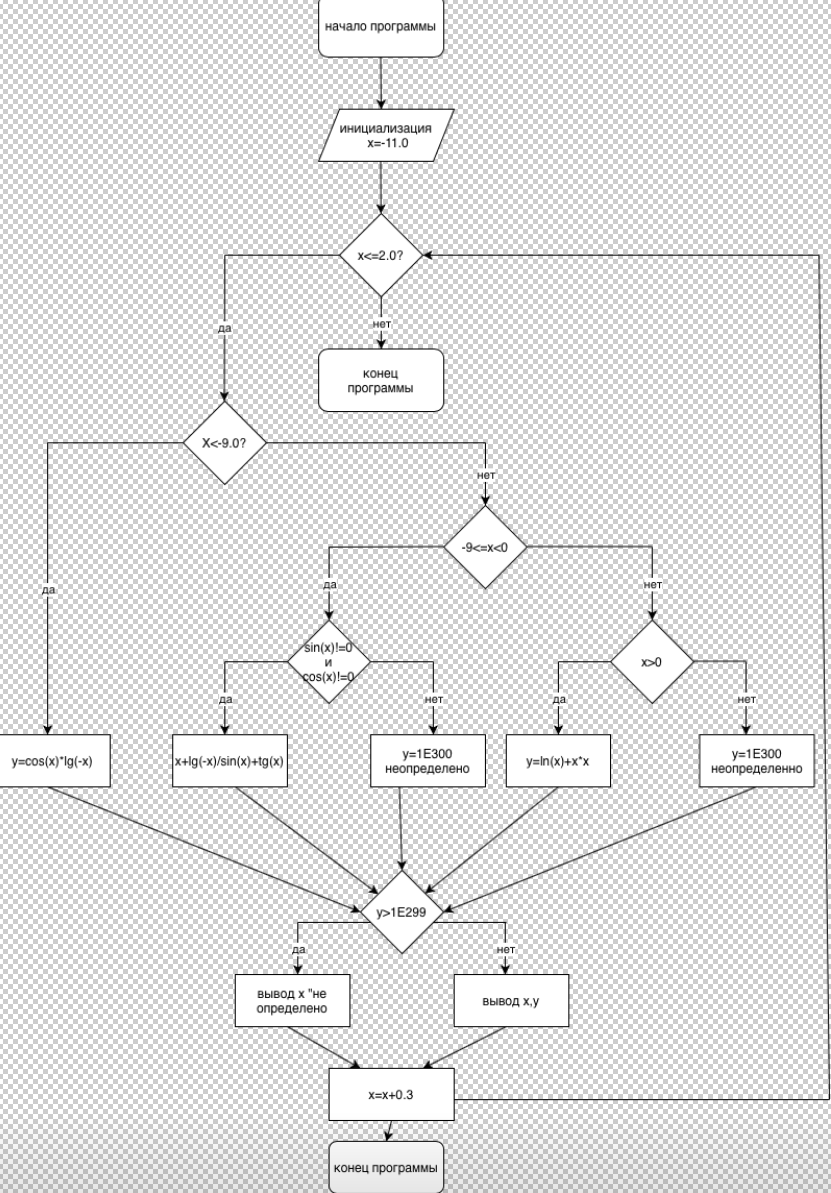 начало программы
инициализация
x=-11.0
x<=2.0?
да
нет
конец
программы
X<-9.0?
нет
-9<=x<0
да
да
нет
sin(x)!=0
и
cos(x)!=0
x>0
да
нет
да
нет
y=cos(x)*lg(-x)
x+lg(-x)/sin(x)+tg(x)
y=1E300
неопределено
y=ln(x)+x*x
y=1E300
неопределенно
y>1E299
да
нет
вывод x "не
определено
вывод x,y
x=x+0.3
конец программы